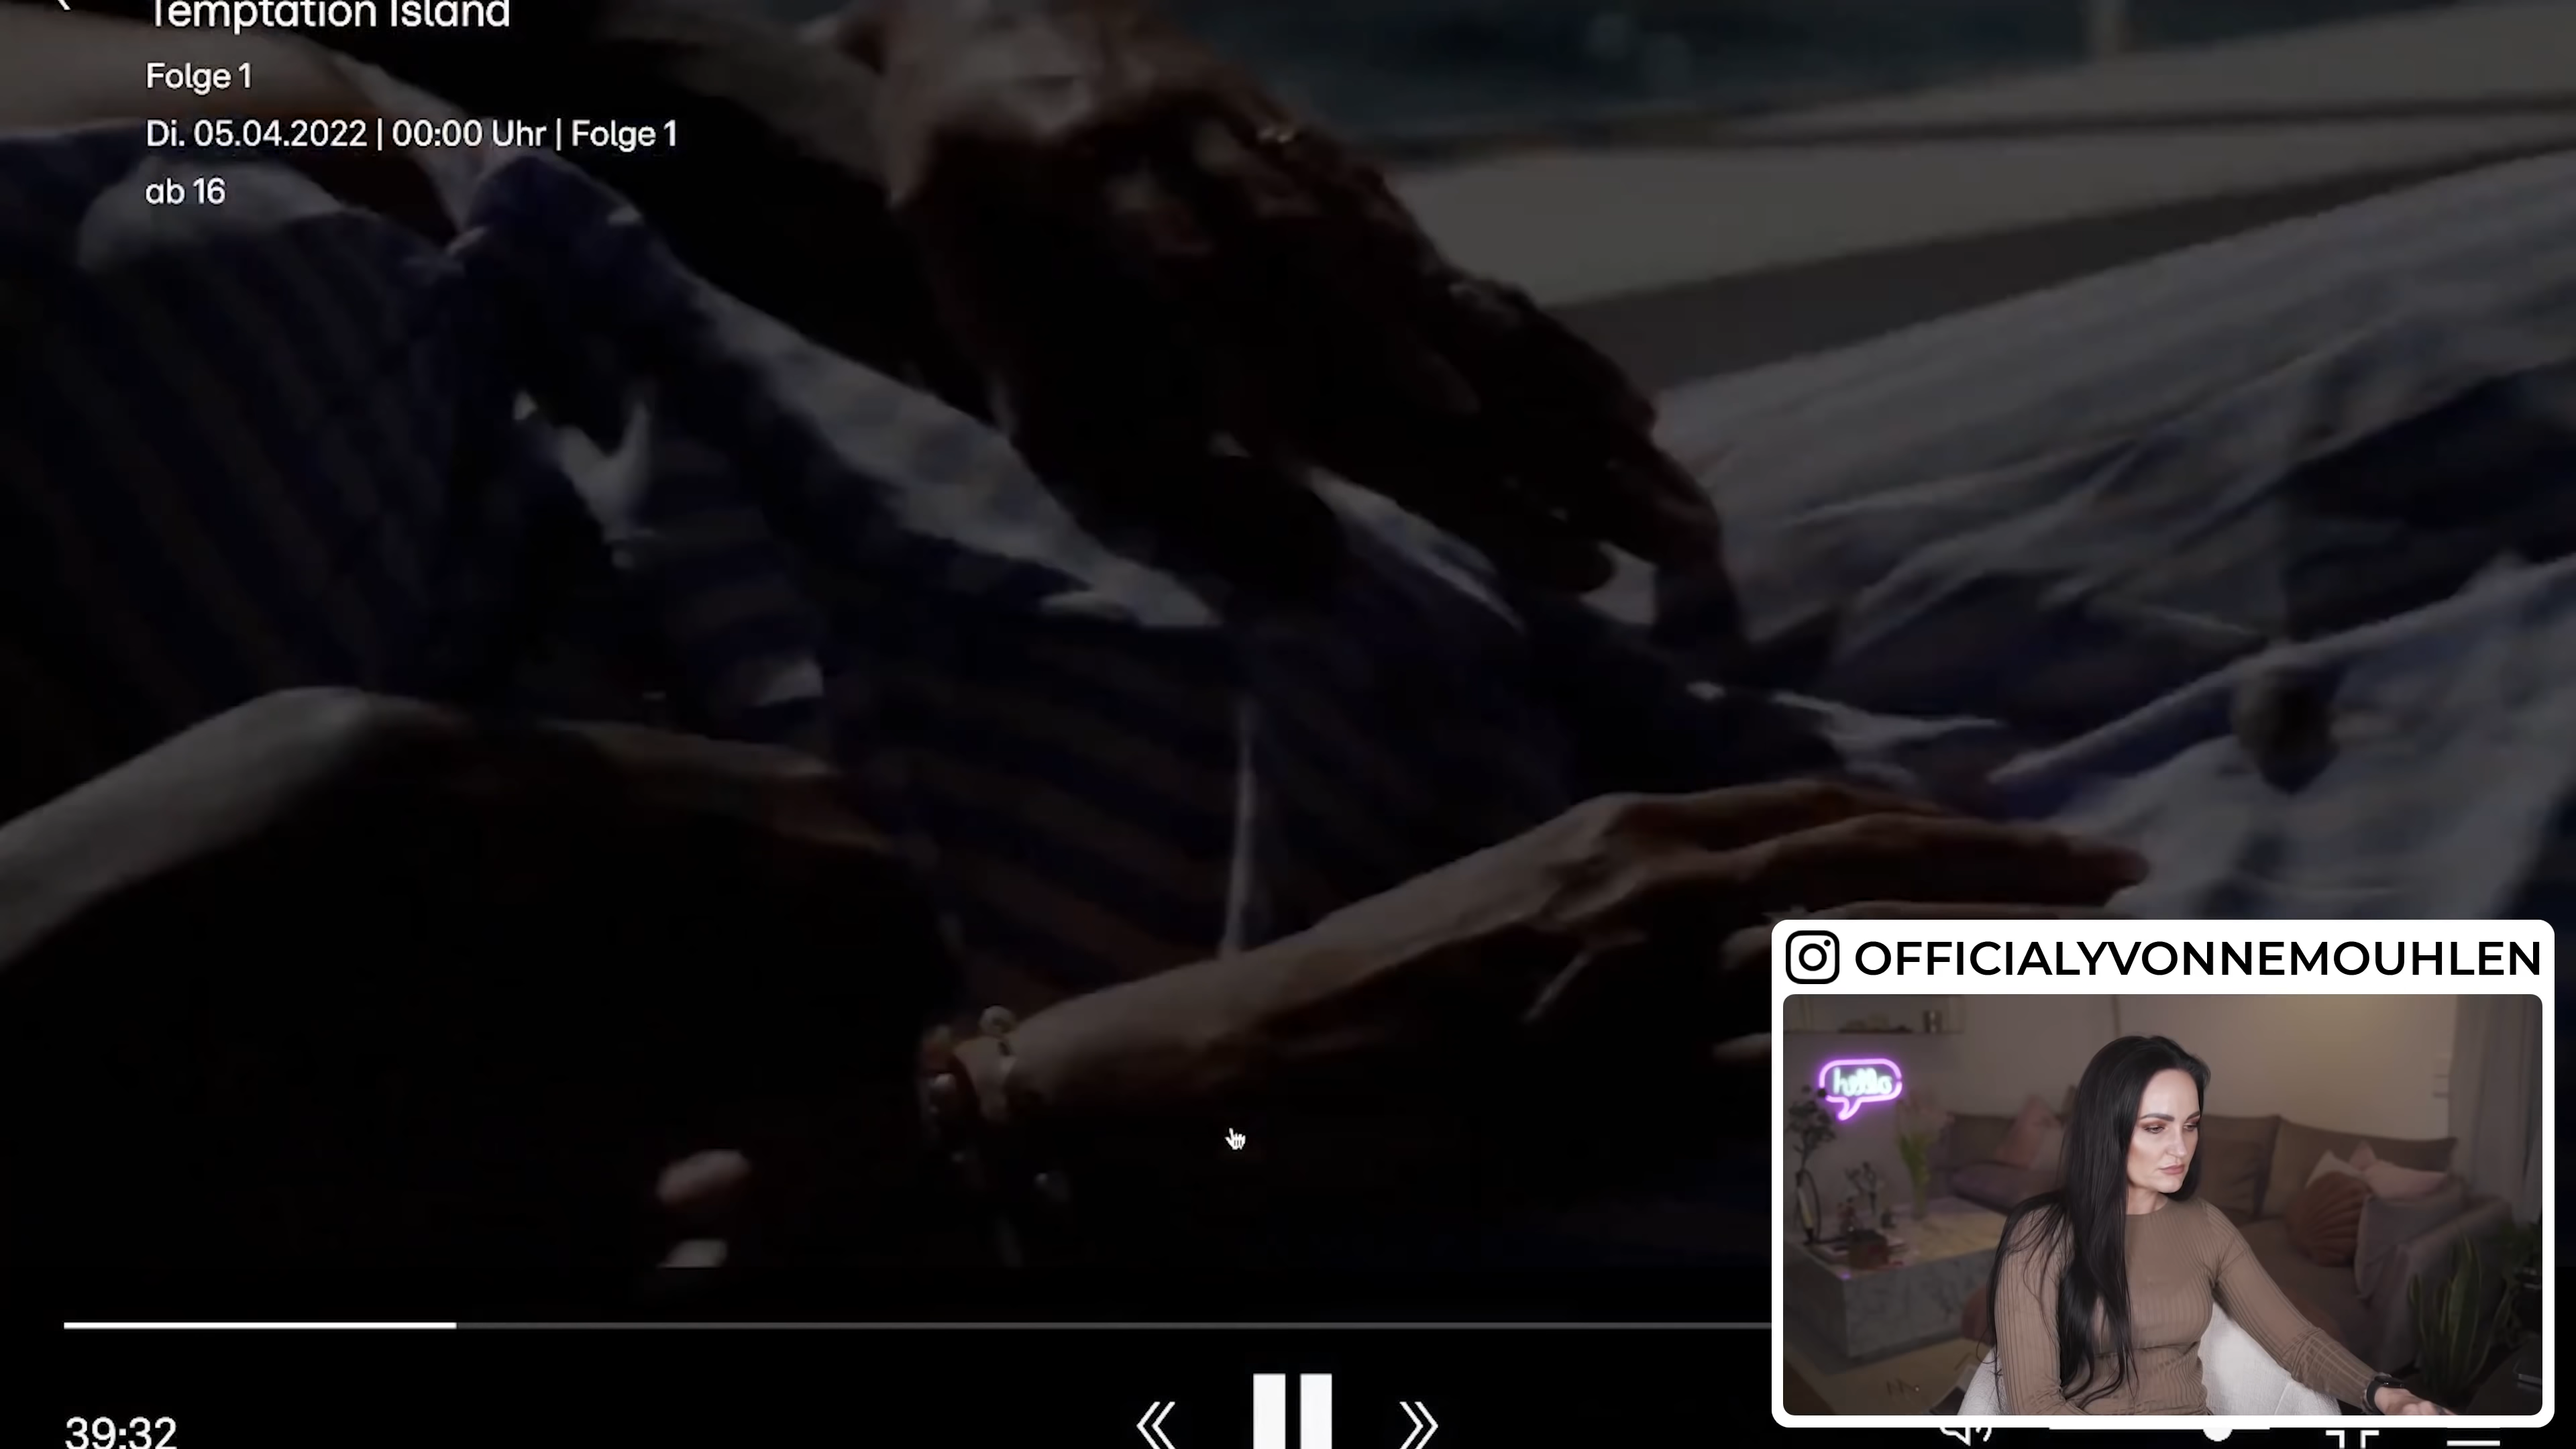 Temptation Island
Folge 1
Di. 05.04.2022 | 00:00 Uhr | Folge 1
ab 16
OFFICIALYVONNEMOUHLEN
hello
39:32